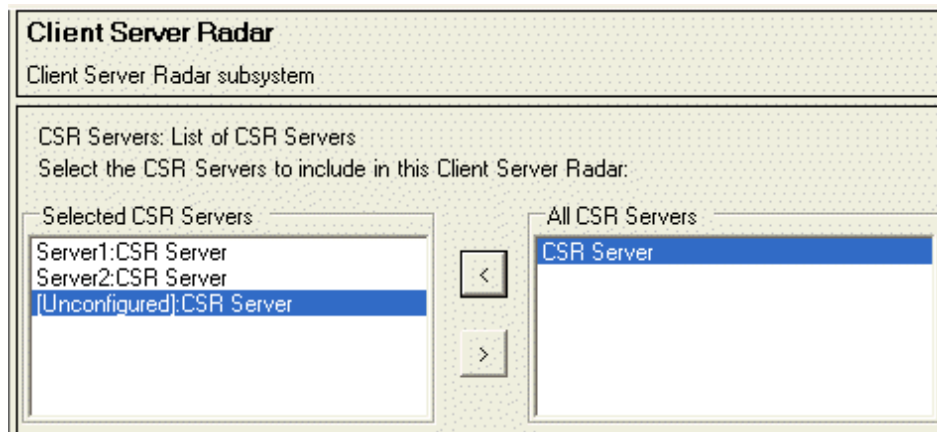 Client Server Radar
Client Server Radar subsystem
CSR Servers: List of CSR Servers
Select the CSR Servers to include in this Client Server Radar:
Selected CSR Servers
Server1:CSR Server
Server2:CSR Server
[Unconfigured]:CSR Server
<
>
All CSR Servers
CSR Server